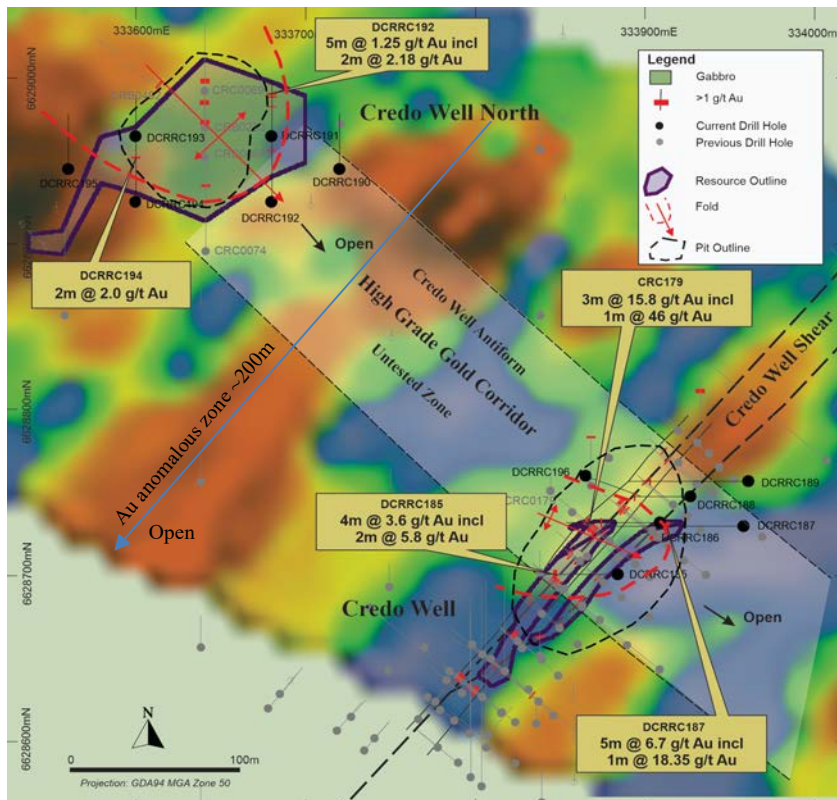 333600mE
333700mE
333900mE
334000mE
6629000mN
6628800mN
6628700mN
6628600mN
DCRRC192
5m @ 1.25 g/t Au incl
2m @ 2.18 g/t Au
Legend
Gabbro
>1 g/t Au
Current Drill Hole
Previous Drill Hole
Resource Outline
Fold
Pit Outline
Credo Well North
DCRRC193
DCRRC191
DCRRC195
DCRRC190
DCRRC192
CRC0074
Open
DCRRC194
2m @ 2.0 g/t Au
CRC179
3m @ 15.8 g/t Au incl
1m @ 46 g/t Au
Credo Well Antiform
High Grade Gold Corridor
Untested Zone
Credo Well Shear
Au anomalous zone ~200m
Open
DCRRC196
DCRRC189
DCRRC188
DCRRC187
DCRRC186
DCRRC185
4m @ 3.6 g/t Au incl
2m @ 5.8 g/t Au
Credo Well
Open
DCRRC187
5m @ 6.7 g/t Au incl
1m @ 18.35 g/t Au
N
0
100m
Projection: GDA94 MGA Zone 50